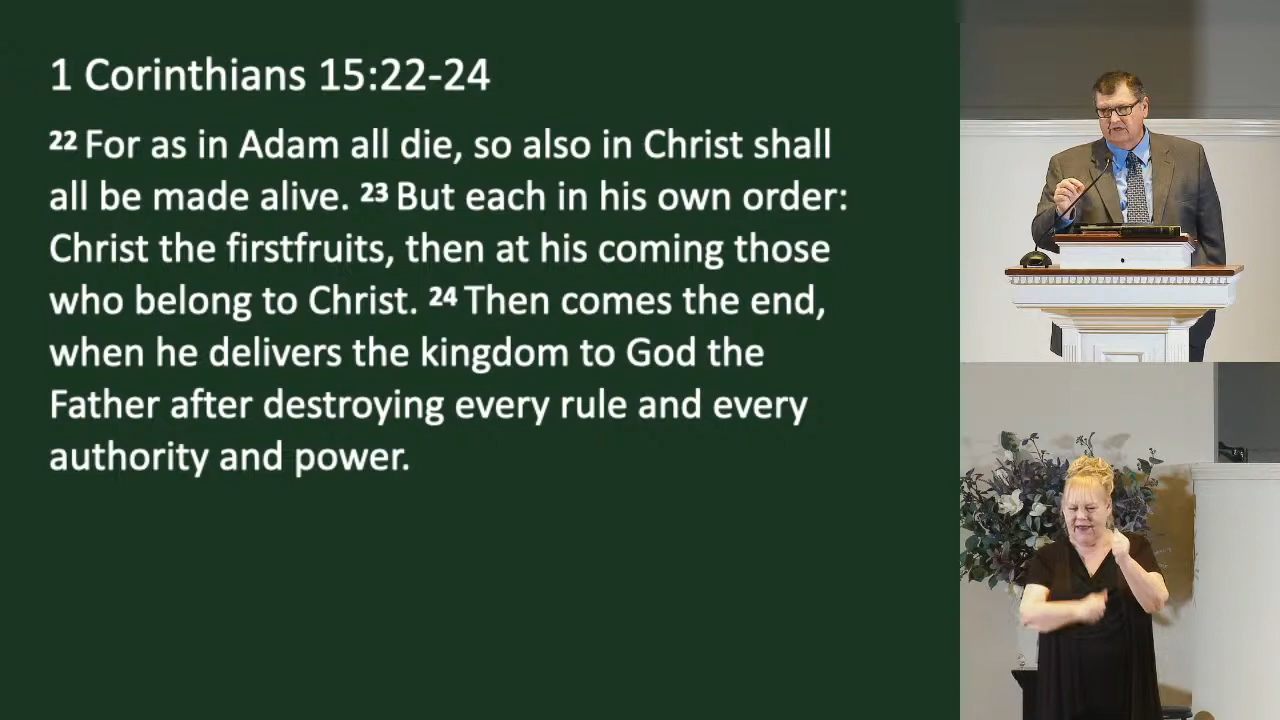 1 Corinthians 15:22-24
22 For as in Adam all die, so also in Christ shall
all be made alive. 23 But each in his own order:
Christ the firstfruits, then at his coming those
who belong to Christ. 24 Then comes the end,
when he delivers the kingdom to God the
Father after destroying every rule and every
authority and power.